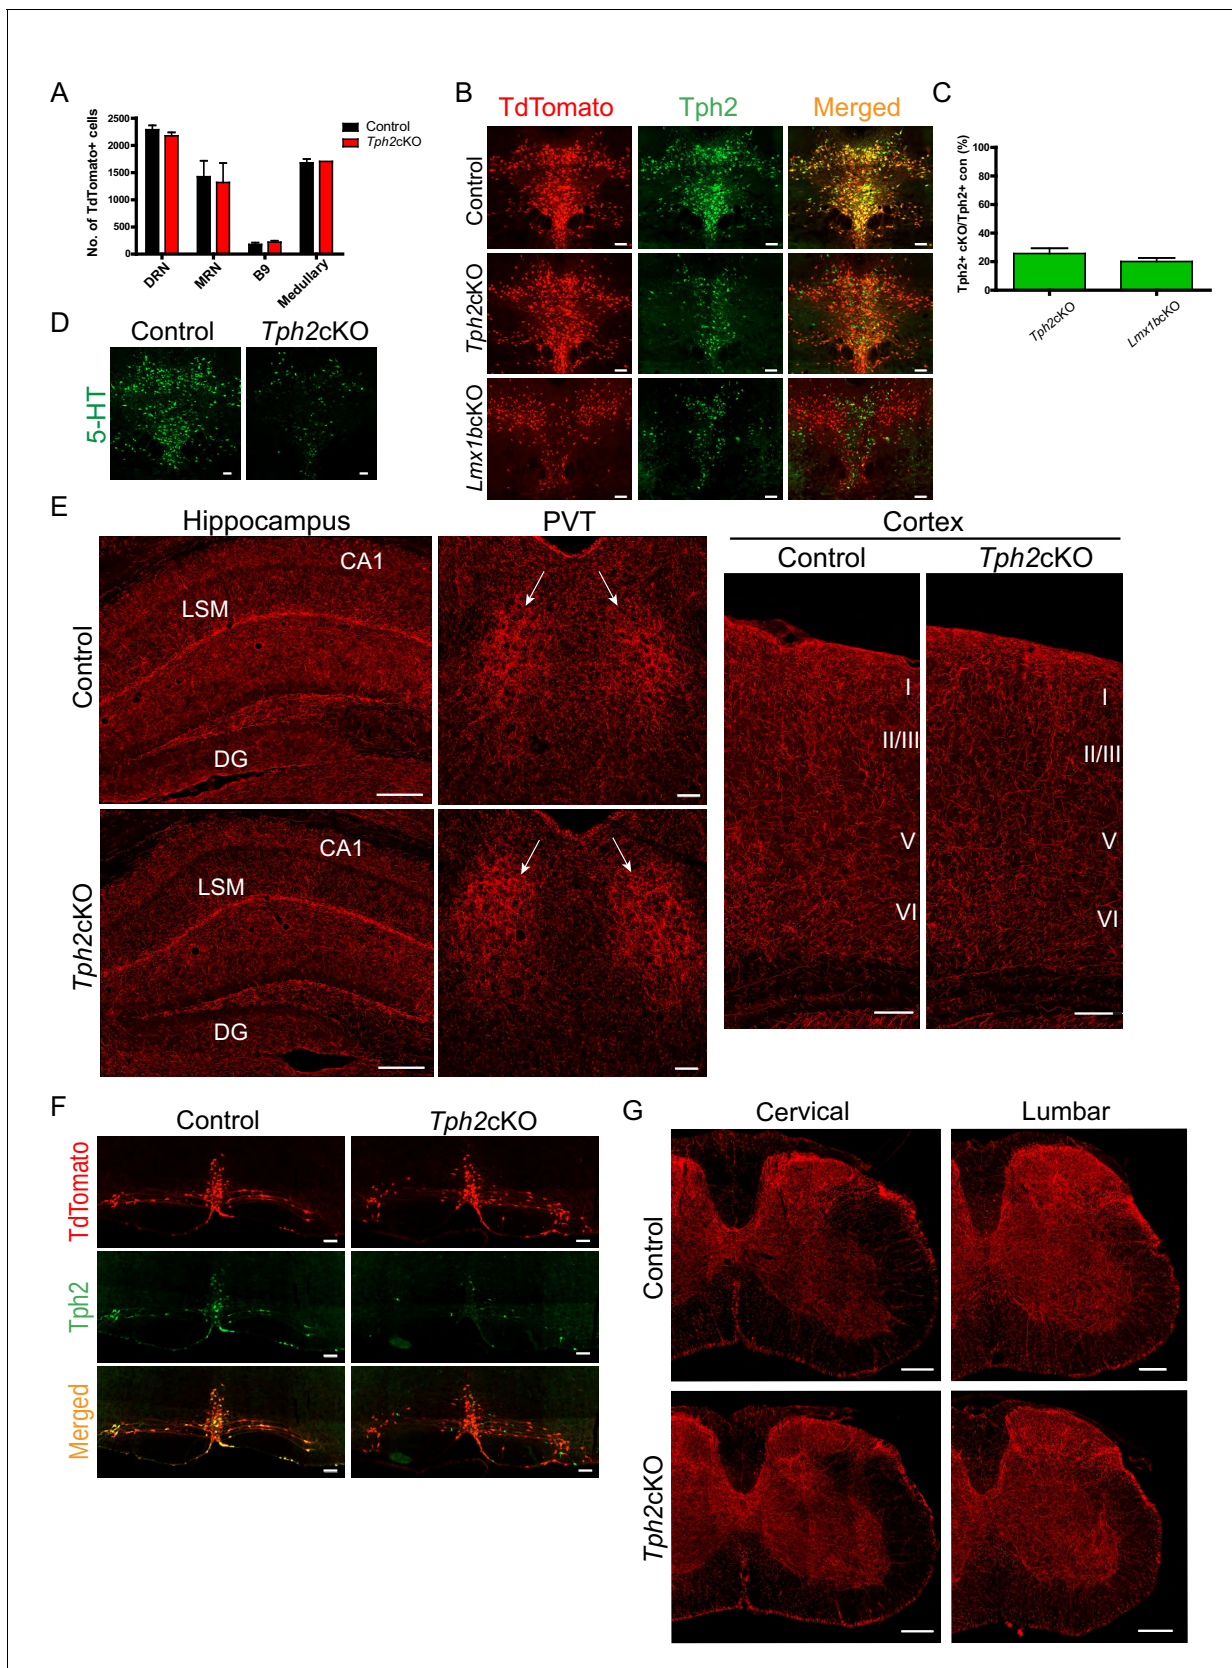 A
No. of TdTomato+ cells
2500
2000
1500
1000
500
0
DRN
MRN
B9
Medullary
Control
Tph2cKO
B
TdTomato
Tph2
Merged
Control
Tph2cKO
Lmx1bcKO
C
Tph2+ cKO/Tph2+ con (%)
100
80
60
40
20
0
Tph2cKO
Lmx1bcKO
D
Control
Tph2cKO
5-HT
E
Hippocampus
PVT
Control
CA1
LSM
DG
Tph2cKO
CA1
LSM
DG
Cortex
Control
Tph2cKO
I
II/III
V
VI
I
II/III
V
VI
F
Control
Tph2cKO
TdTomato
Tph2
Merged
G
Cervical
Lumbar
Control
Tph2cKO